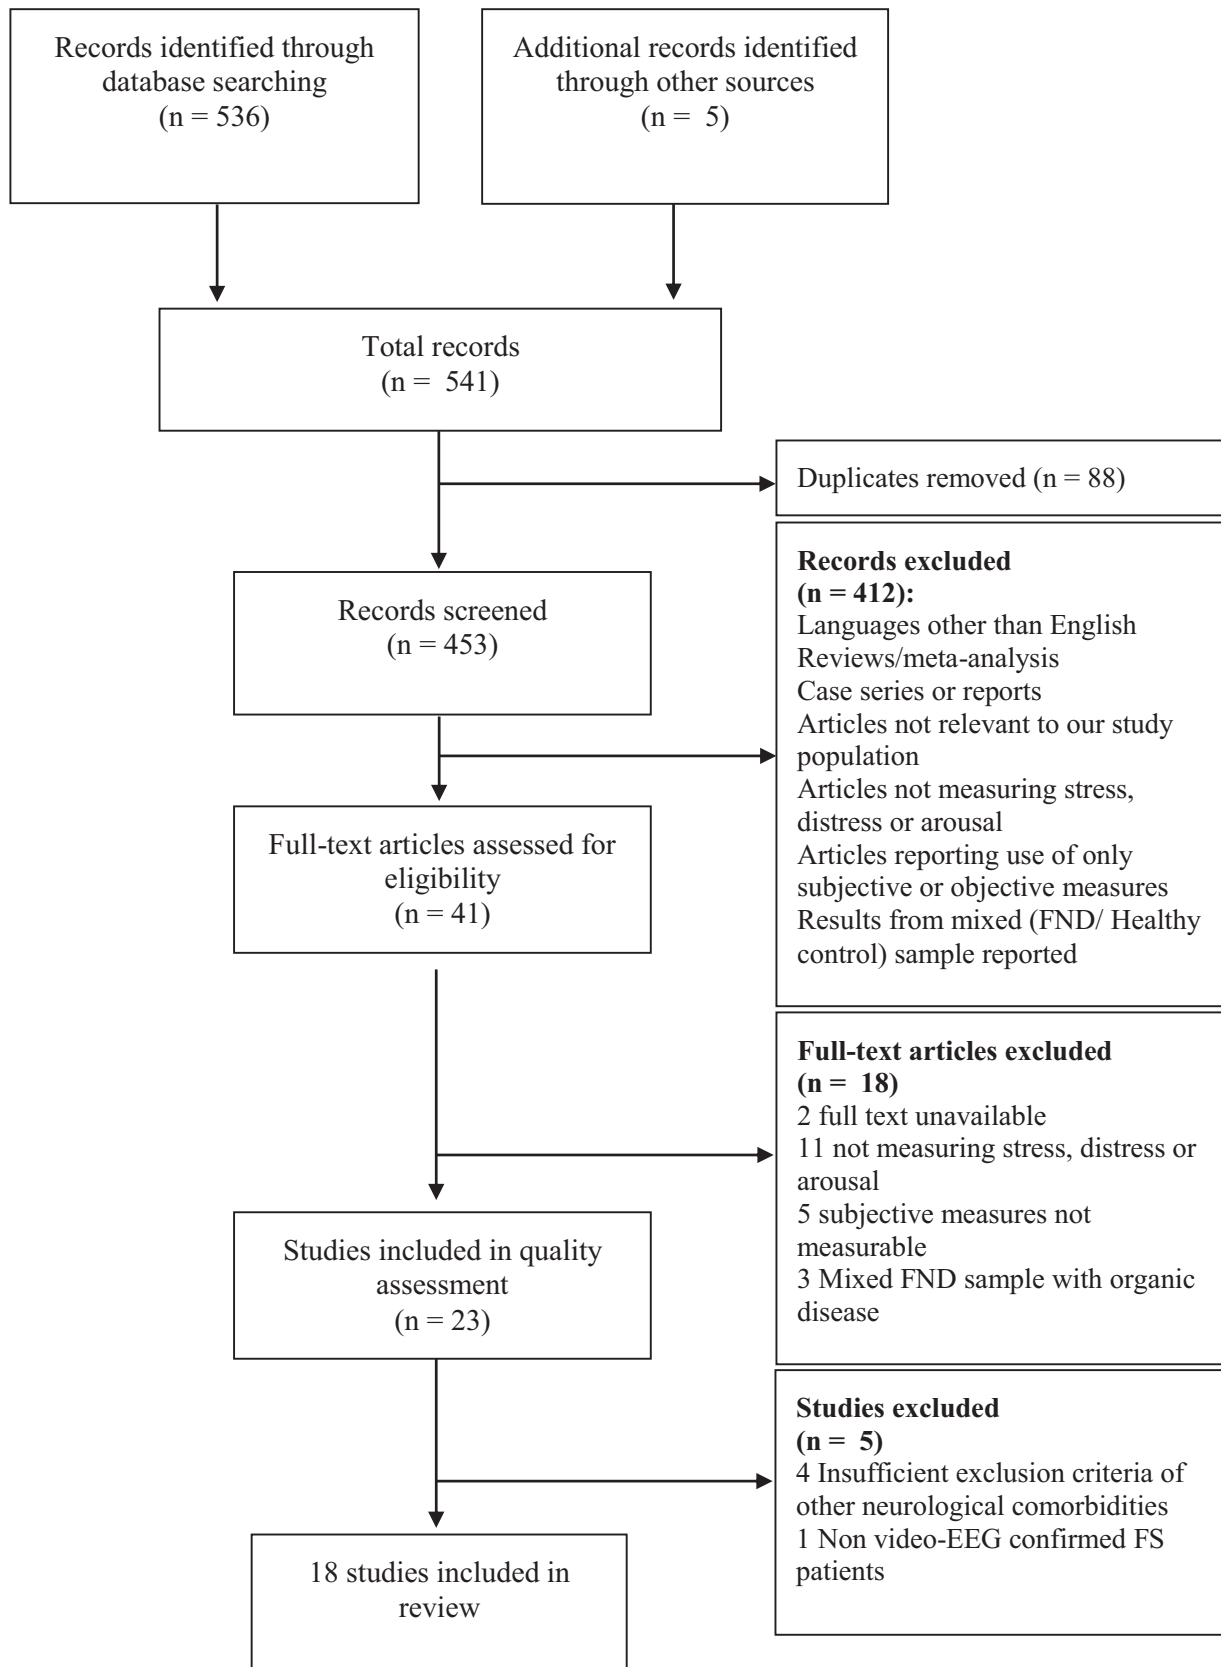 Records identified through
database searching
(n = 536)
Additional records identified
through other sources
(n = 5)
Total records
(n = 541)
Duplicates removed (n = 88)
Records screened
(n = 453)
Records excluded
(n = 412):
Languages other than English
Reviews/meta-analysis
Case series or reports
Articles not relevant to our study
population
Articles not measuring stress,
distress or arousal
Articles reporting use of only
subjective or objective measures
Results from mixed (FND/ Healthy
control) sample reported
Full-text articles assessed for
eligibility
(n = 41)
Full-text articles excluded
(n = 18)
2 full text unavailable
11 not measuring stress, distress or
arousal
5 subjective measures not
measurable
3 Mixed FND sample with organic
disease
Studies included in quality
assessment
(n = 23)
Studies excluded
(n = 5)
4 Insufficient exclusion criteria of
other neurological comorbidities
1 Non video-EEG confirmed FS
patients
18 studies included in
review